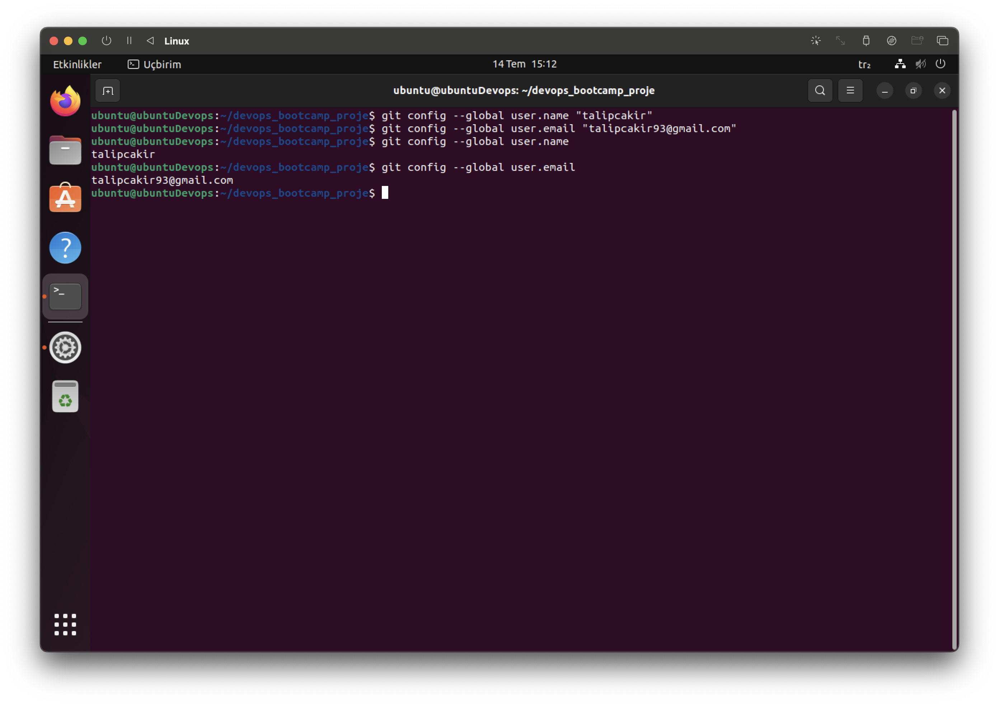 Linux
Etkinlikler
Uçbirim
14 Tem 15:12
tr₂
ubuntu@ubuntuDevops: ~/devops_bootcamp_proje
ubuntu@ubuntuDevops:~/devops_bootcamp_proje$ git config --global user.name "talipcakir"
ubuntu@ubuntuDevops:~/devops_bootcamp_proje$ git config --global user.email "talipcakir93@gmail.com"
ubuntu@ubuntuDevops:~/devops_bootcamp_proje$ git config --global user.name
talipcakir
ubuntu@ubuntuDevops:~/devops_bootcamp_proje$ git config --global user.email
talipcakir93@gmail.com
ubuntu@ubuntuDevops:~/devops_bootcamp_proje$